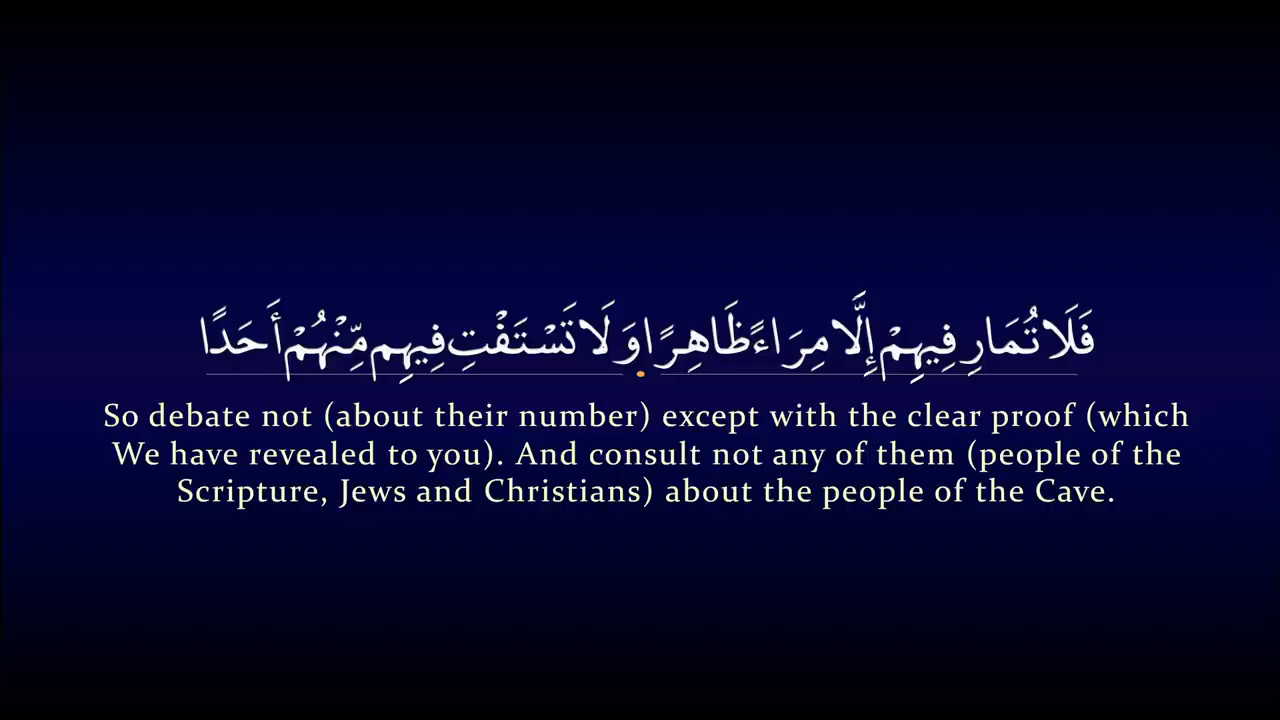 فَلَا تُمَارِ فِيهِمْ إِلَّا مِرَاءً ظَاهِرًا وَلَا تَسْتَفْتِ فِيهِم مِّنْهُمْ أَحَدًا
So debate not (about their number) except with the clear proof (which
We have revealed to you). And consult not any of them (people of the
Scripture, Jews and Christians) about the people of the Cave.